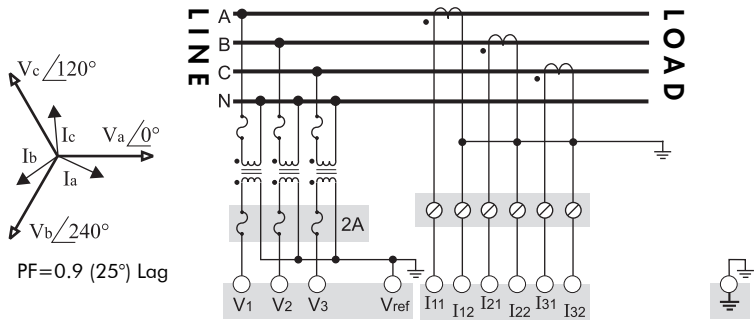 Vc/120°
Ic
Va/0°
Ib
Ia
Vb/240°
PF=0.9 (25°) Lag
LINE
A
B
C
N
LOAD
2A
V1
V2
V3
Vref
I11
I12
I21
I22
I31
I32